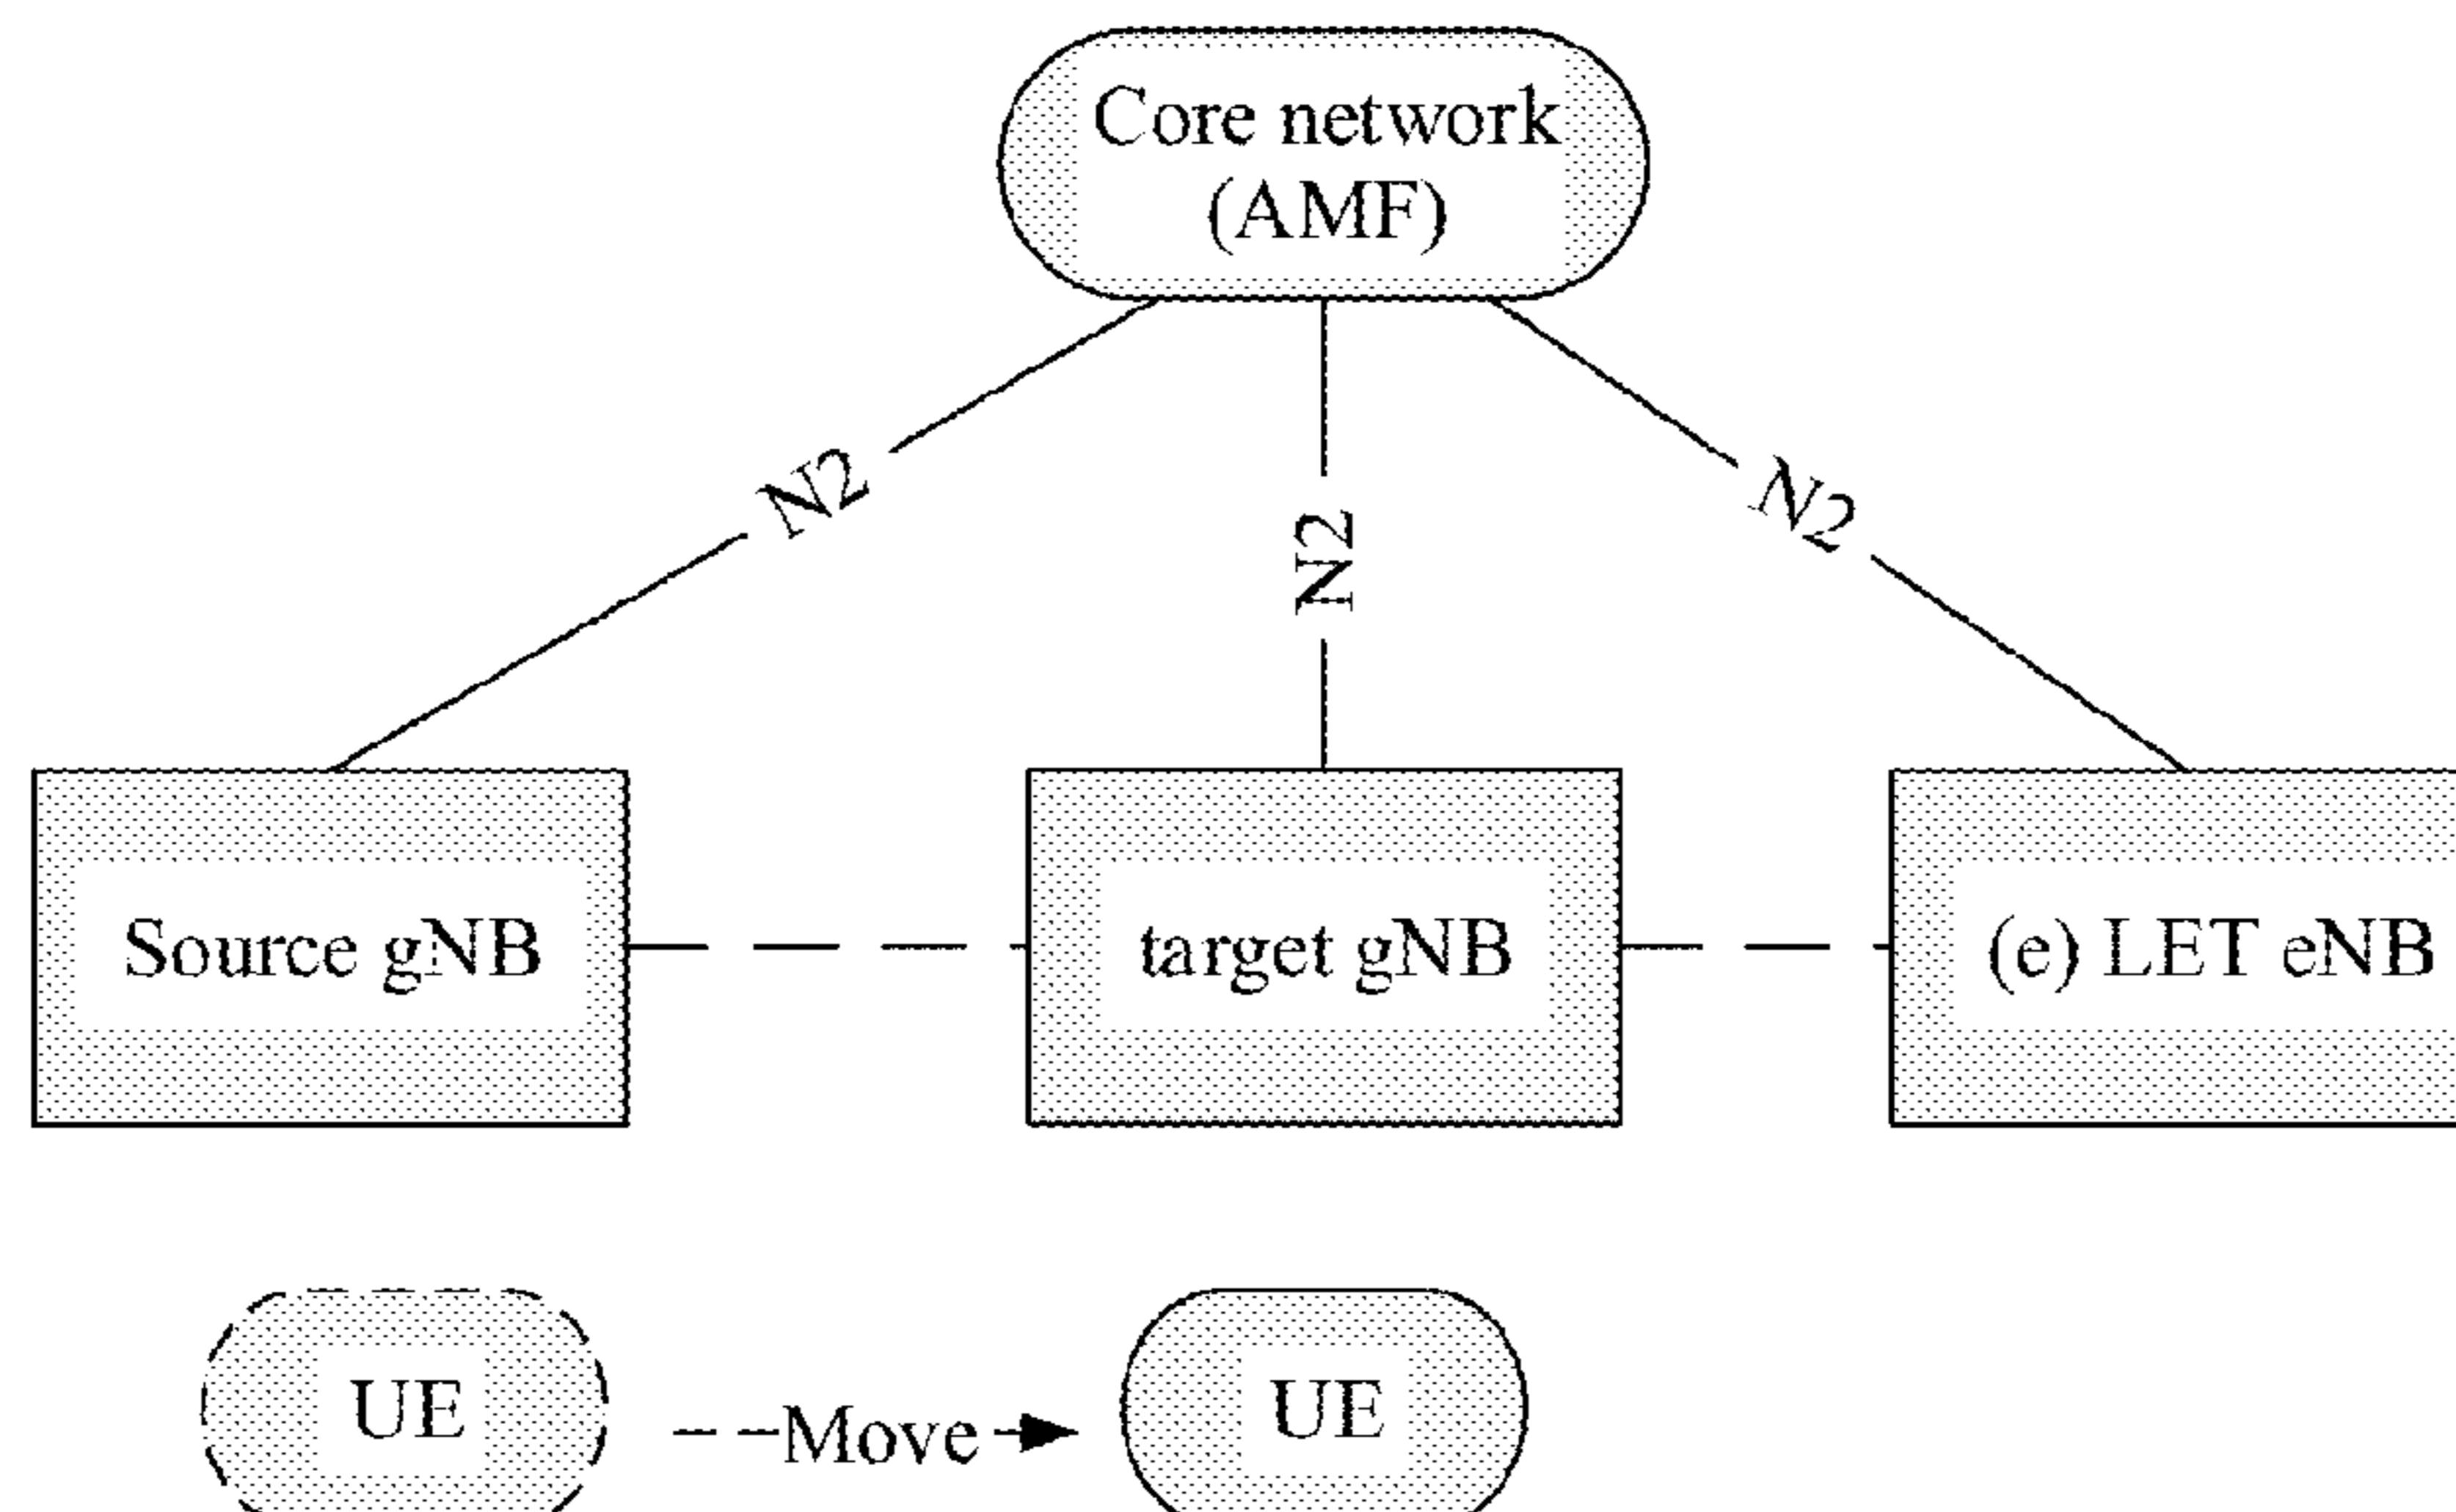 Core network
(AMF)
N2
N2
N2
Source gNB
target gNB
(e) LET eNB
UE
Move
UE